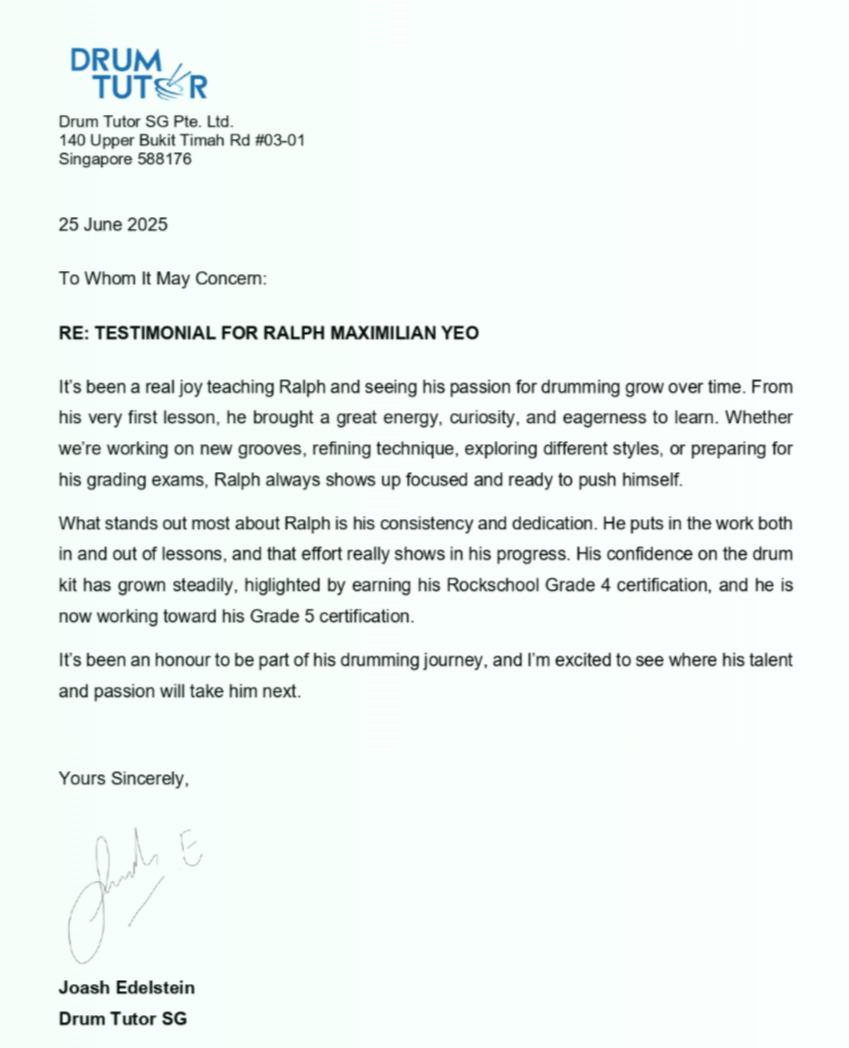 DRUM
TUTOR
Drum Tutor SG Pte. Ltd.
140 Upper Bukit Timah Rd #03-01
Singapore 588176
25 June 2025
To Whom It May Concern:
RE: TESTIMONIAL FOR RALPH MAXIMILIAN YEO
It's been a real joy teaching Ralph and seeing his passion for drumming grow over time. From
his very first lesson, he brought a great energy, curiosity, and eagerness to learn. Whether
we're working on new grooves, refining technique, exploring different styles, or preparing for
his grading exams, Ralph always shows up focused and ready to push himself.
What stands out most about Ralph is his consistency and dedication. He puts in the work both
in and out of lessons, and that effort really shows in his progress. His confidence on the drum
kit has grown steadily, higlighted by earning his Rockschool Grade 4 certification, and he is
now working toward his Grade 5 certification.
It's been an honour to be part of his drumming journey, and I'm excited to see where his talent
and passion will take him next.
Yours Sincerely,
Joash Edelstein
Drum Tutor SG